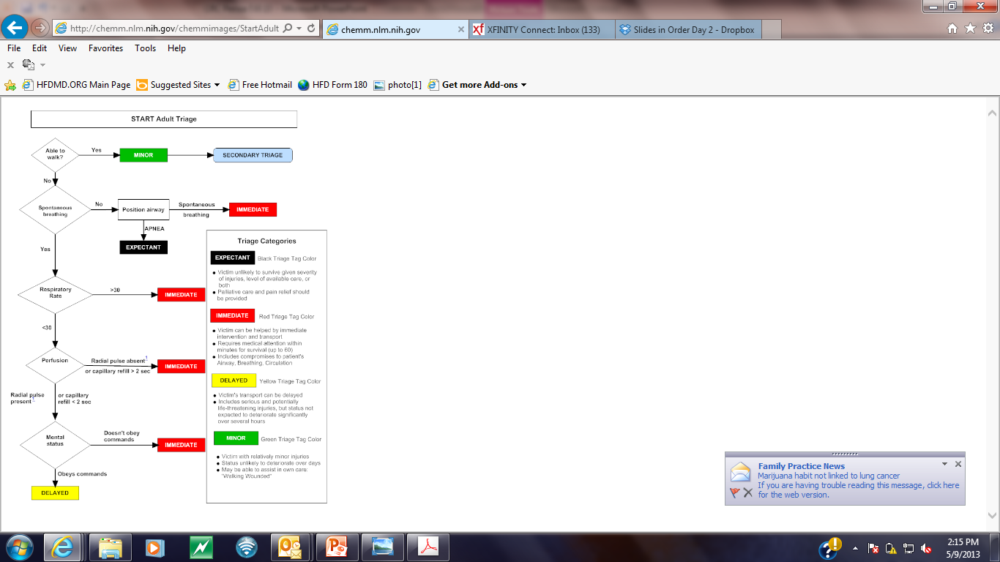 http://chemm.nlm.nih.gov/chemmimages/StartAdult
chemm.nlm.nih.gov
XFINITY Connect: Inbox (133)
Slides in Order Day 2 - Dropbox
File Edit View Favorites Tools Help
HFDMD.ORG Main Page
Suggested Sites
Free Hotmail
HFD Form 180
photo[1]
Get more Add-ons
START Adult Triage
Able to
walk?
Yes
MINOR
SECONDARY TRIAGE
No
Spontaneous
breathing
No
Position airway
Spontaneous
breathing
IMMEDIATE
APNEA
EXPECTANT
Yes
Respiratory
Rate
>30
IMMEDIATE
<30
Perfusion
Radial pulse absent1
or capillary refill > 2 sec
IMMEDIATE
Radial pulse
present1
or capillary
refill < 2 sec
Mental
status
Doesn't obey
commands
IMMEDIATE
Obeys commands
DELAYED
Triage Categories
EXPECTANT Black Triage Tag Color
● Victim unlikely to survive given severity
of injuries, level of available care, or
both
● Palliative care and pain relief should
be provided
IMMEDIATE Red Triage Tag Color
● Victim can be helped by immediate
intervention and transport
● Requires medical attention within
minutes for survival (up to 60)
● Includes compromises to patient's
Airway, Breathing, Circulation
DELAYED Yellow Triage Tag Color
● Victim's transport can be delayed
● Includes serious and potentially
life-threatening injuries, but status not
expected to deteriorate significantly
over several hours
MINOR Green Triage Tag Color
● Victim with relatively minor injuries
● Status unlikely to deteriorate over days
● May be able to assist in own care:
"Walking Wounded"
Family Practice News
Marijuana habit not linked to lung cancer
If you are having trouble reading this message, click here
for the web version.
2:15 PM
5/9/2013